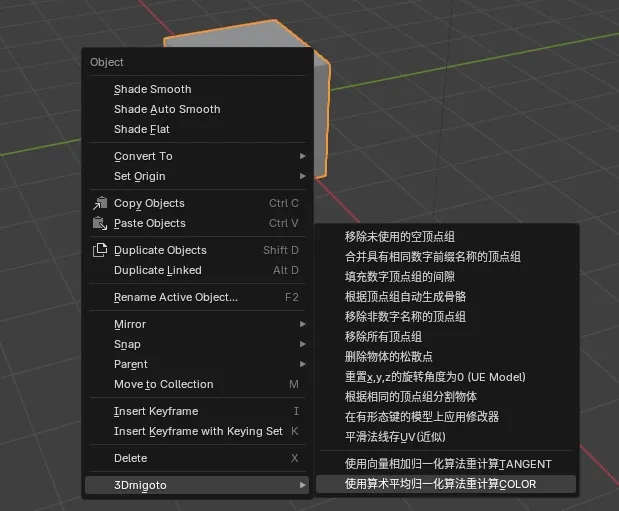 Object
Shade Smooth
Shade Auto Smooth
Shade Flat
Convert To
Set Origin
Copy Objects Ctrl C
Paste Objects Ctrl V
Duplicate Objects Shift D
Duplicate Linked Alt D
Rename Active Object... F2
Mirror
Snap
Parent
Move to Collection M
Insert Keyframe I
Insert Keyframe with Keying Set K
Delete X
3Dmigoto
移除未使用的空顶点组
合并具有相同数字前缀名称的顶点组
填充数字顶点组的间隙
根据顶点组自动生成骨骼
移除非数字名称的顶点组
移除所有顶点组
删除物体的松散点
重置x,y,z的旋转角度为0 (UE Model)
根据相同的顶点组分割物体
在有形态键的模型上应用修改器
平滑法线存UV(近似)
使用向量相加归一化算法重计算TANGENT
使用算术平均归一化算法重计算COLOR